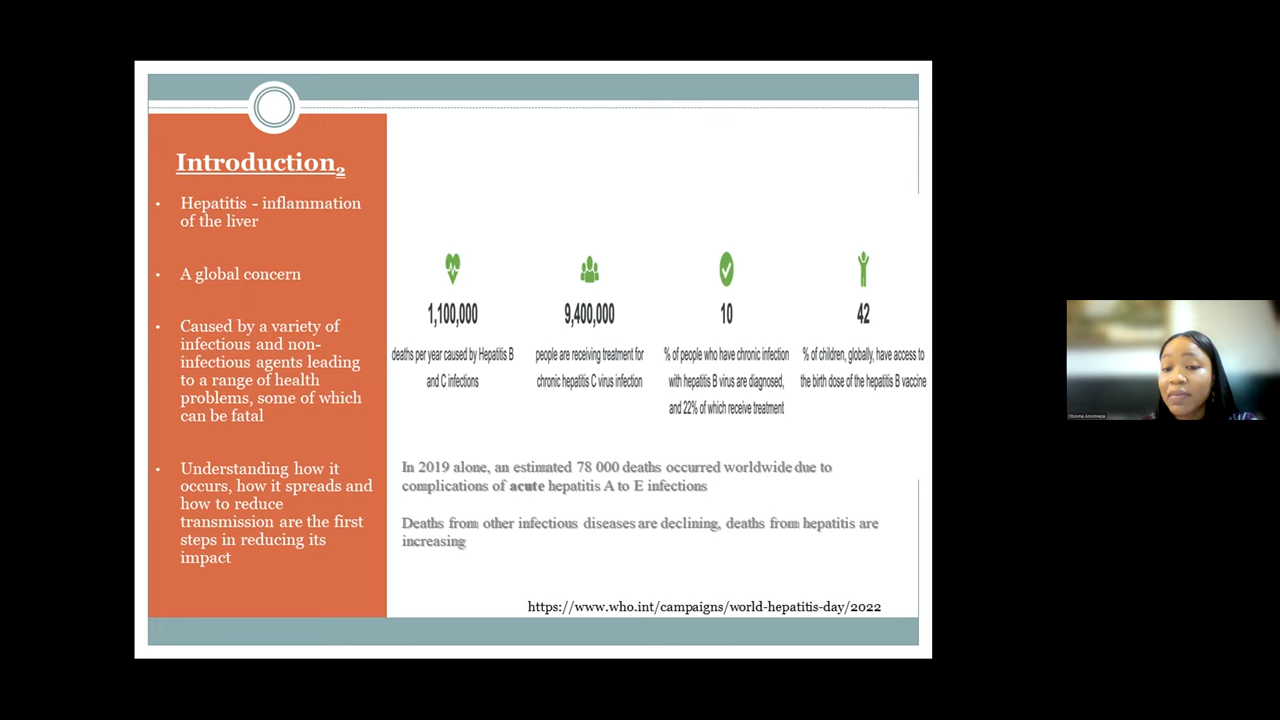 Introduction2
• Hepatitis - inflammation
of the liver
• A global concern
• Caused by a variety of
infectious and non-
infectious agents leading
to a range of health
problems, some of which
can be fatal
• Understanding how it
occurs, how it spreads and
how to reduce
transmission are the first
steps in reducing its
impact
1,100,000
deaths per year caused by Hepatitis B
and C infections
9,400,000
people are receiving treatment for
chronic hepatitis C virus infection
10
% of people who have chronic infection
with hepatitis B virus are diagnosed,
and 22% of which receive treatment
42
% of children, globally, have access to
the birth dose of the hepatitis B vaccine
In 2019 alone, an estimated 78 000 deaths occurred worldwide due to
complications of acute hepatitis A to E infections
Deaths from other infectious diseases are declining, deaths from hepatitis are
increasing
https://www.who.int/campaigns/world-hepatitis-day/2022